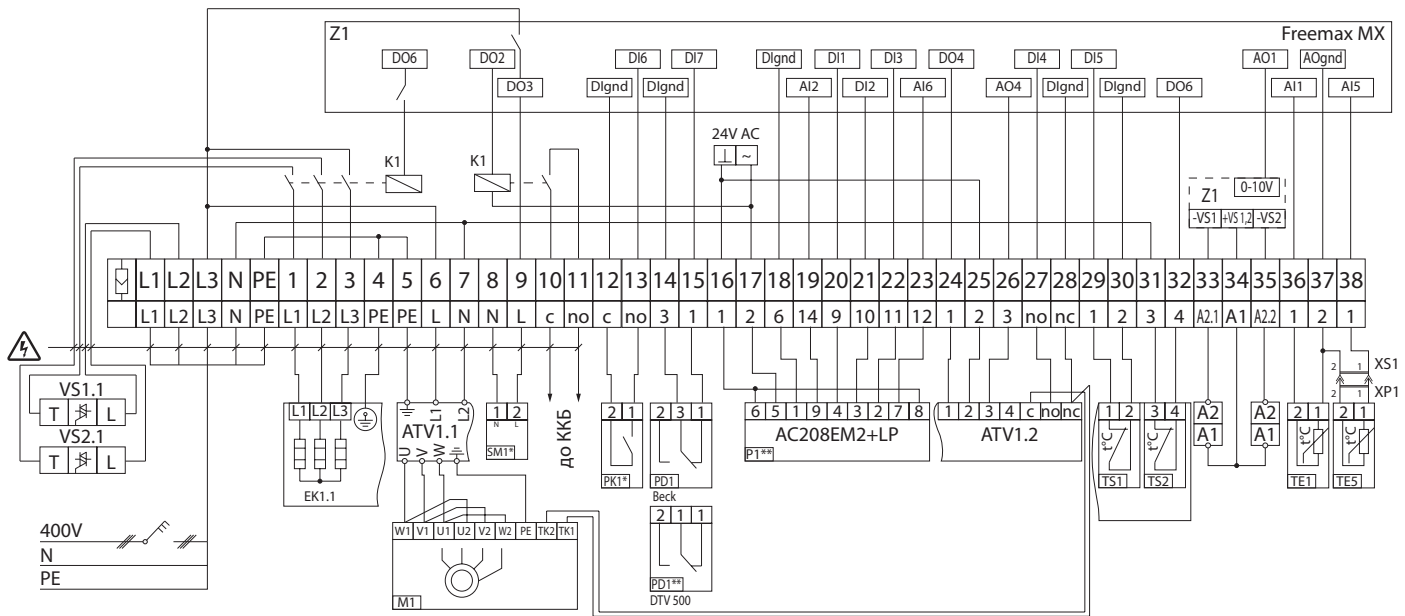 Z1 Freemax MX
DO6 DO2 DI6 DI7 DIgnd DI1 DI3 DO4 DI4 DI5 AO1 AOgnd
DO3 DIgnd DIgnd AI2 DI2 AI6 AO4 DIgnd DIgnd DO6 AI1 AI5
24V AC
⊥ ~
K1 K1
0-10V
Z1
-VS1 +VS1,2 -VS2
L1 L2 L3 N PE 1 2 3 4 5 6 7 8 9 10 11 12 13 14 15 16 17 18 19 20 21 22 23 24 25 26 27 28 29 30 31 32 33 34 35 36 37 38
L1 L2 L3 N PE L1 L2 L3 PE PE L N N L c no c no 3 1 1 2 6 14 9 10 11 12 1 2 3 no nc 1 2 3 4 A2.1 A1 A2.2 1 2 1
2 1 XS1
2 1 XP1
VS1.1
T L
VS2.1
T L
L1 L2 L3
EK1.1
L1 L2
ATV1.1
U V W
1 2
N L
SM1*
до ККБ
2 1
PK1*
2 3 1
PD1
Beck
2 1 1
PD1**
DTV 500
6 5 1 9 4 3 2 7 8
AC208EM2+LP
P1**
1 2 3 4 c no nc
ATV1.2
1 2
t°C
TS1
3 4
t°C
TS2
A2
A1
A2
A1
2 1
t°C
TE1
2 1
t°C
TE5
W1 V1 U1 U2 V2 W2 PE TK2 TK1
M1
400V
N
PE